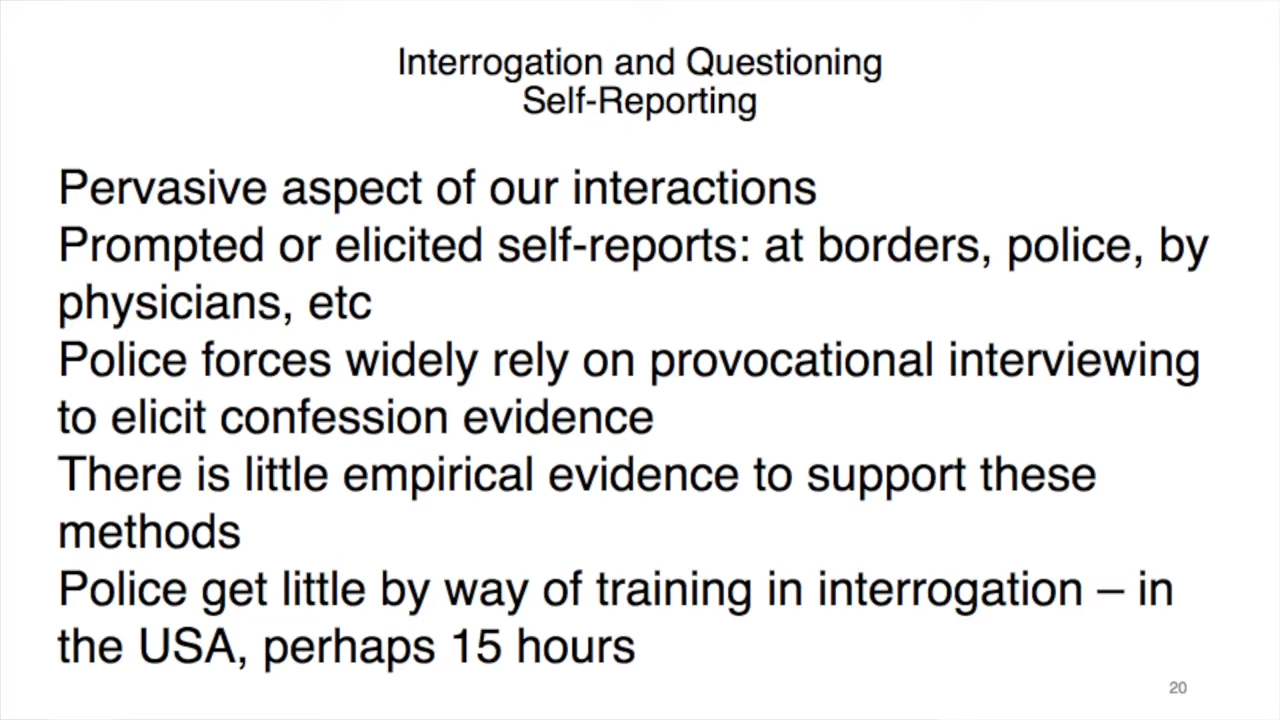 Interrogation and Questioning
Self-Reporting
Pervasive aspect of our interactions
Prompted or elicited self-reports: at borders, police, by
physicians, etc
Police forces widely rely on provocational interviewing
to elicit confession evidence
There is little empirical evidence to support these
methods
Police get little by way of training in interrogation – in
the USA, perhaps 15 hours
20